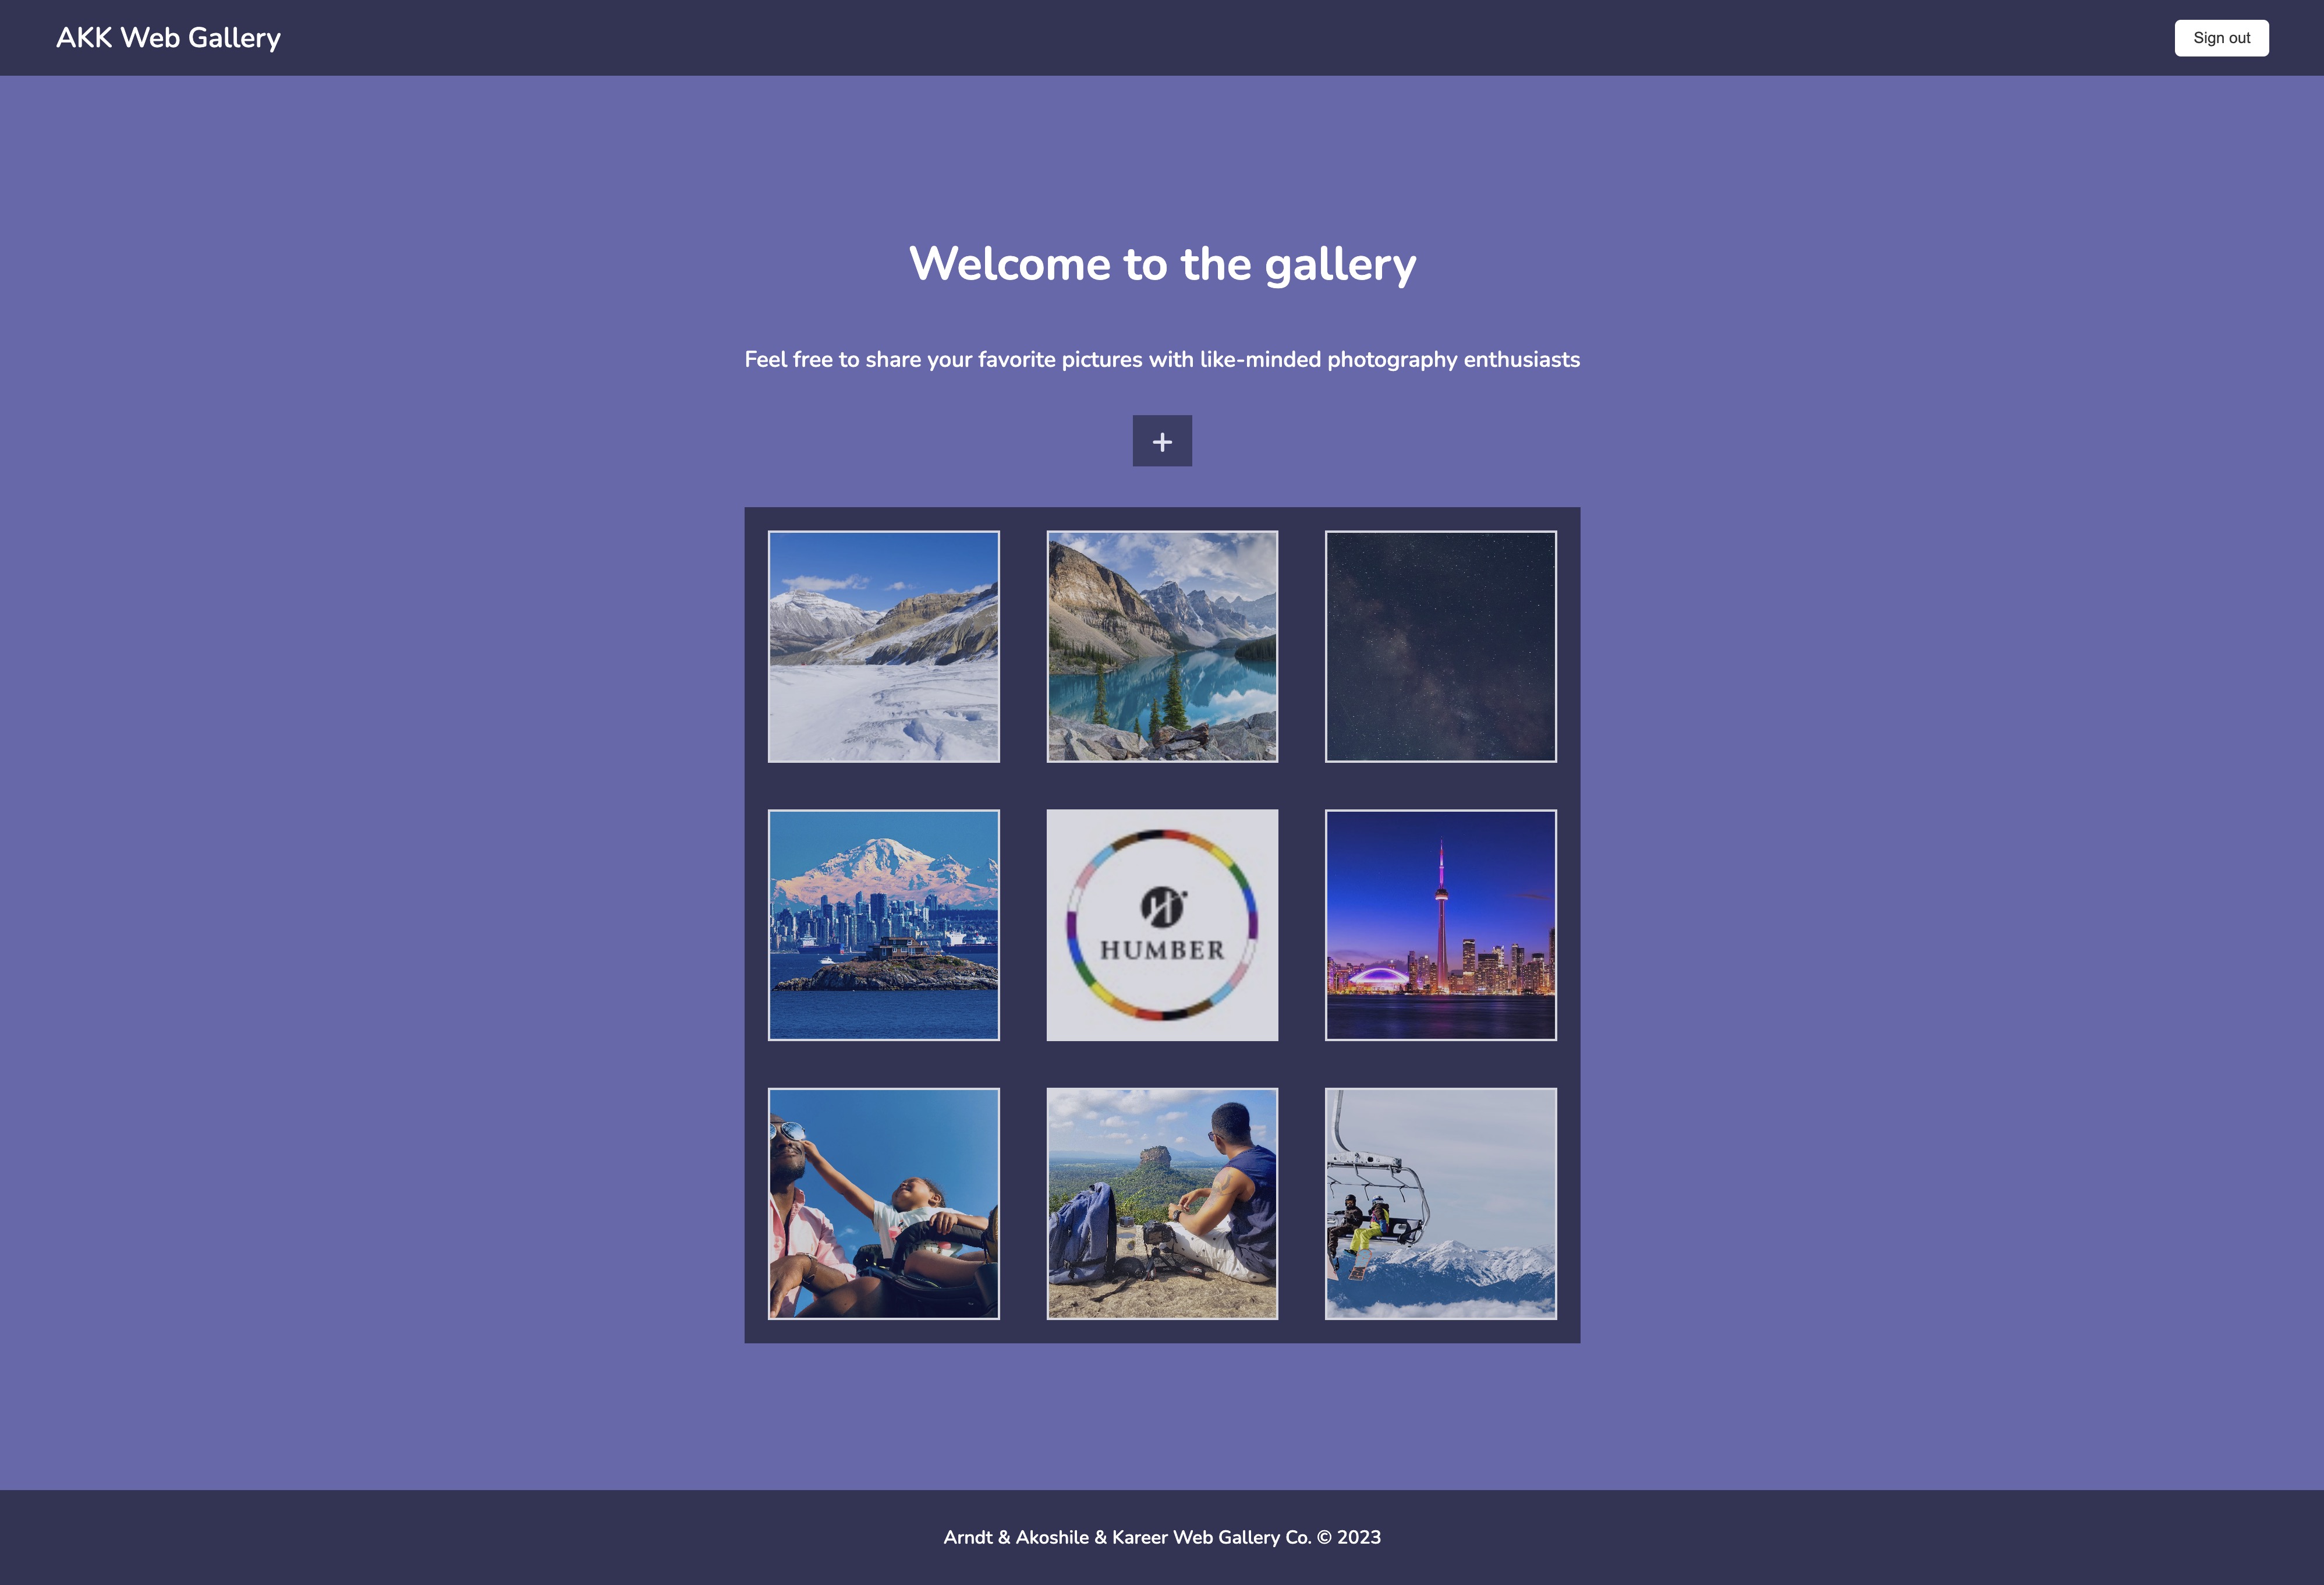 AKK Web Gallery
Sign out
Welcome to the gallery
Feel free to share your favorite pictures with like-minded photography enthusiasts
+
HUMBER
Arndt & Akoshile & Kareer Web Gallery Co. © 2023